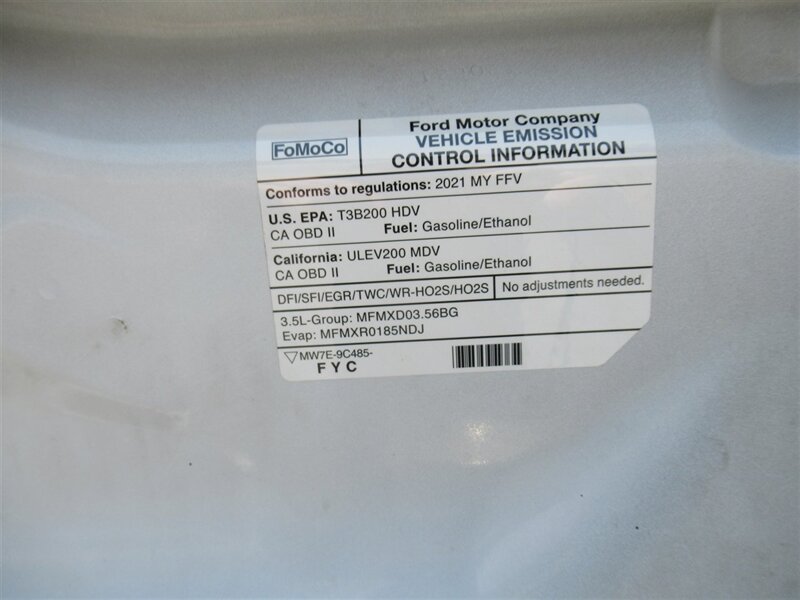 FoMoCo
Ford Motor Company
VEHICLE EMISSION
CONTROL INFORMATION
Conforms to regulations: 2021 MY FFV
U.S. EPA: T3B200 HDV
CA OBD II Fuel: Gasoline/Ethanol
California: ULEV200 MDV
CA OBD II Fuel: Gasoline/Ethanol
DFI/SFI/EGR/TWC/WR-HO2S/HO2S No adjustments needed.
3.5L-Group: MFMXD03.56BG
Evap: MFMXR0185NDJ
MW7E-9C485-
F Y C